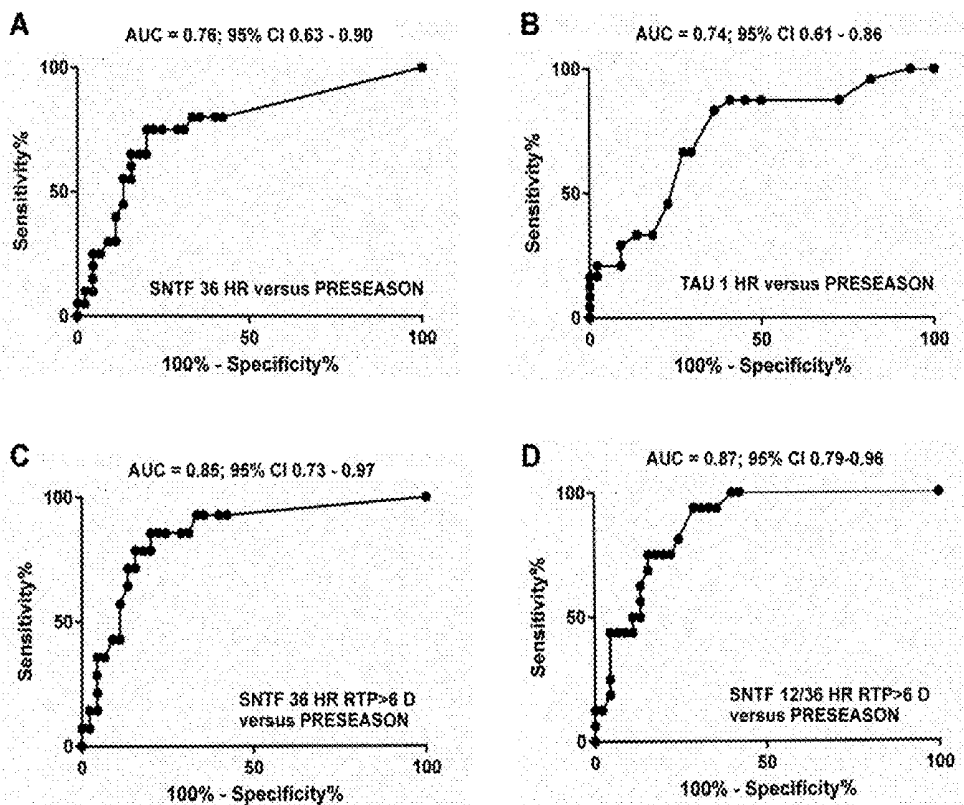 A
AUC = 0.76; 95% CI 0.63 - 0.90
100
50
0
0
50
100
Sensitivity%
SNTF 36 HR versus PRESEASON
100% - Specificity%
B
AUC = 0.74; 95% CI 0.61 - 0.86
100
50
0
0
50
100
Sensitivity%
TAU 1 HR versus PRESEASON
100% - Specificity%
C
AUC = 0.85; 95% CI 0.73 - 0.97
100
50
0
0
50
100
Sensitivity%
SNTF 36 HR RTP>6 D
versus PRESEASON
100% - Specificity%
D
AUC = 0.87; 95% CI 0.79-0.96
100
50
0
0
50
100
Sensitivity%
SNTF 12/36 HR RTP>6 D
versus PRESEASON
100% - Specificity%